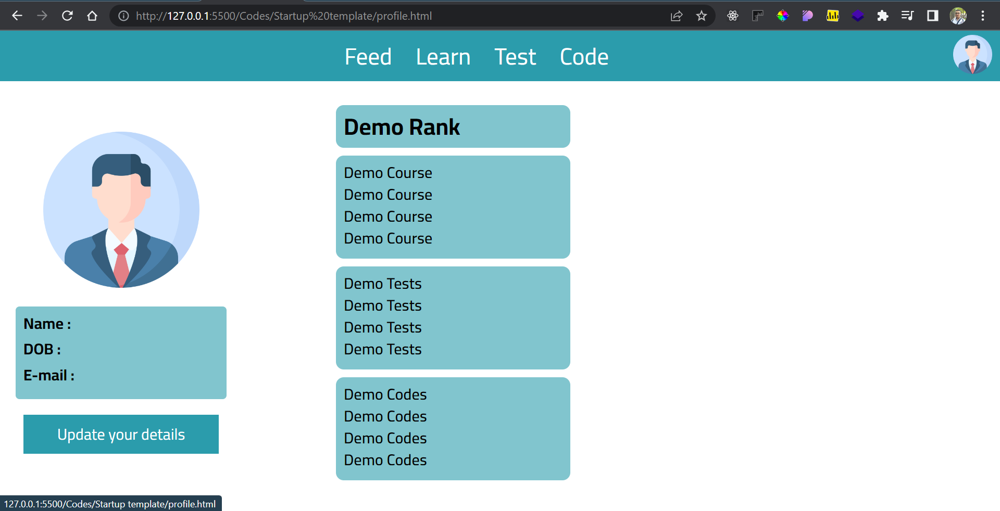 http://127.0.0.1:5500/Codes/Startup%20template/profile.html
Feed Learn Test Code
Demo Rank
Demo Course
Demo Course
Demo Course
Demo Course
Demo Tests
Demo Tests
Demo Tests
Demo Tests
Demo Codes
Demo Codes
Demo Codes
Demo Codes
Name :
DOB :
E-mail :
Update your details
127.0.0.1:5500/Codes/Startup template/profile.html